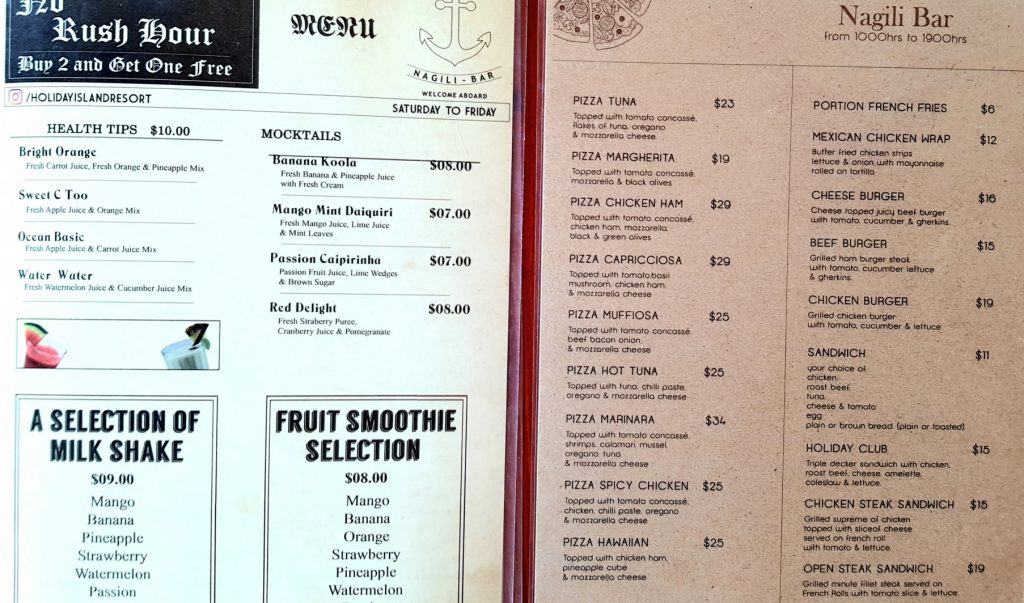 No
Rush Hour
Buy 2 and Get One Free
MENU
NAGILI - BAR
WELCOME ABOARD
/HOLIDAYISLANDRESORT
SATURDAY TO FRIDAY
HEALTH TIPS $10.00
Bright Orange
Fresh Carrot Juice, Fresh Orange & Pineapple Mix
Sweet C Too
Fresh Apple Juice & Orange Mix
Ocean Basic
Fresh Apple Juice & Carrot Juice Mix
Water Water
Fresh Watermelon Juice & Cucumber Juice Mix
MOCKTAILS
Banana Koola $08.00
Fresh Banana & Pineapple Juice
with Fresh Cream
Mango Mint Daiquiri $07.00
Fresh Mango Juice, Lime Juice
& Mint Leaves
Passion Caipirinha $07.00
Passion Fruit Juice, Lime Wedges
& Brown Sugar
Red Delight $08.00
Fresh Straberry Puree,
Cranberry Juice & Pomegranate
A SELECTION OF
MILK SHAKE
$09.00
Mango
Banana
Pineapple
Strawberry
Watermelon
Passion
FRUIT SMOOTHIE
SELECTION
$08.00
Mango
Banana
Orange
Strawberry
Pineapple
Watermelon
Nagili Bar
from 1000hrs to 1900hrs
PIZZA TUNA $23
Topped with tomato concassé,
flakes of tuna, oregano
& mozzarella cheese
PIZZA MARGHERITA $19
Topped with tomato concassé,
mozzarella & black olives
PIZZA CHICKEN HAM $29
Topped with tomato concassé,
chicken ham, mozzarella,
black & green olives
PIZZA CAPRICCIOSA $29
Topped with tomato,basil
mushroom, chicken ham,
& mozzarella cheese
PIZZA MUFFIOSA $25
Topped with tomato concassé,
beef bacon onion,
& mozzarella cheese
PIZZA HOT TUNA $25
Topped with tuna, chilli paste,
oregano & mozzarella cheese
PIZZA MARINARA $34
Topped with tomato concassé,
shrimps, calamari, mussel,
oregano, tuna
& mozzarella cheese
PIZZA SPICY CHICKEN $25
Topped with tomato concassé,
chicken, chilli paste, oregano
& mozzarella cheese
PIZZA HAWAIIAN $25
Topped with chicken ham,
pineapple cube
& mozzarella cheese
PORTION FRENCH FRIES $6
MEXICAN CHICKEN WRAP $12
Butter fried chicken strips
lettuce & onion with mayonnaise
rolled on tortilla
CHEESE BURGER $16
Cheese topped juicy beef burger
with tomato, cucumber & gherkins.
BEEF BURGER $15
Grilled ham burger steak
with tomato, cucumber lettuce
& gherkins.
CHICKEN BURGER $19
Grilled chicken burger
with tomato, cucumber & lettuce
SANDWICH $11
your choice of
chicken,
roast beef,
tuna,
cheese & tomato
egg
plain or brown bread (plain or toasted)
HOLIDAY CLUB $15
Triple decker sandwich with chicken,
roast beef, cheese, omelette,
coleslaw & lettuce.
CHICKEN STEAK SANDWICH $15
Grilled supreme of chicken
topped with sliceof cheese
served on french roll
with tomato & lettuce.
OPEN STEAK SANDWICH $19
Grilled minute fillet steak served on
French Rolls with tomato slice & lettuce